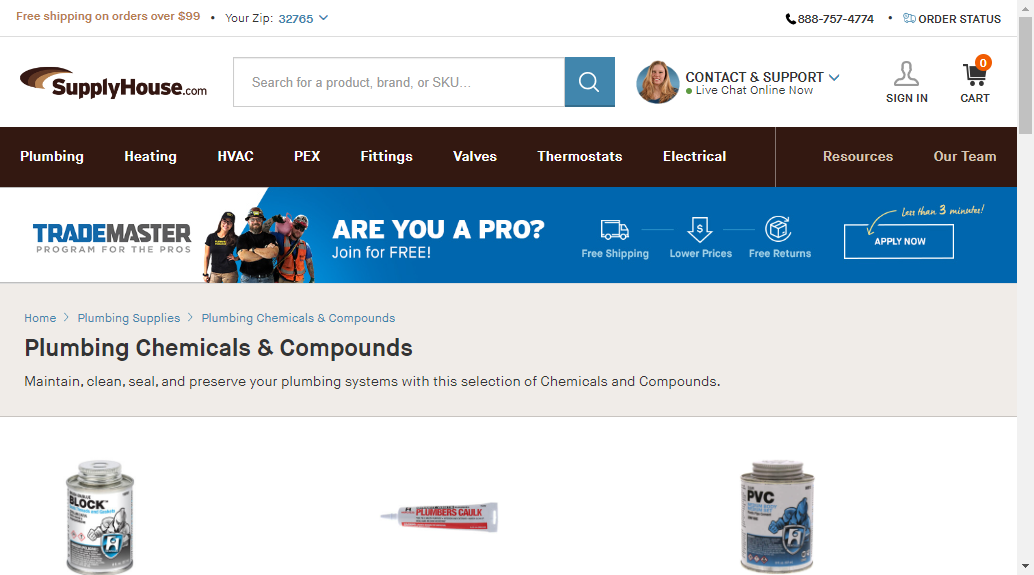 Free shipping on orders over $99 • Your Zip: 32765
888-757-4774 • ORDER STATUS
SupplyHouse.com
Search for a product, brand, or SKU...
CONTACT & SUPPORT
Live Chat Online Now
SIGN IN
0
CART
Plumbing Heating HVAC PEX Fittings Valves Thermostats Electrical Resources Our Team
TRADEMASTER
PROGRAM FOR THE PROS
ARE YOU A PRO?
Join for FREE!
Free Shipping Lower Prices Free Returns
less than 3 minutes!
APPLY NOW
Home > Plumbing Supplies > Plumbing Chemicals & Compounds
Plumbing Chemicals & Compounds
Maintain, clean, seal, and preserve your plumbing systems with this selection of Chemicals and Compounds.
BLOCK
PLUMBERS CAULK
PVC